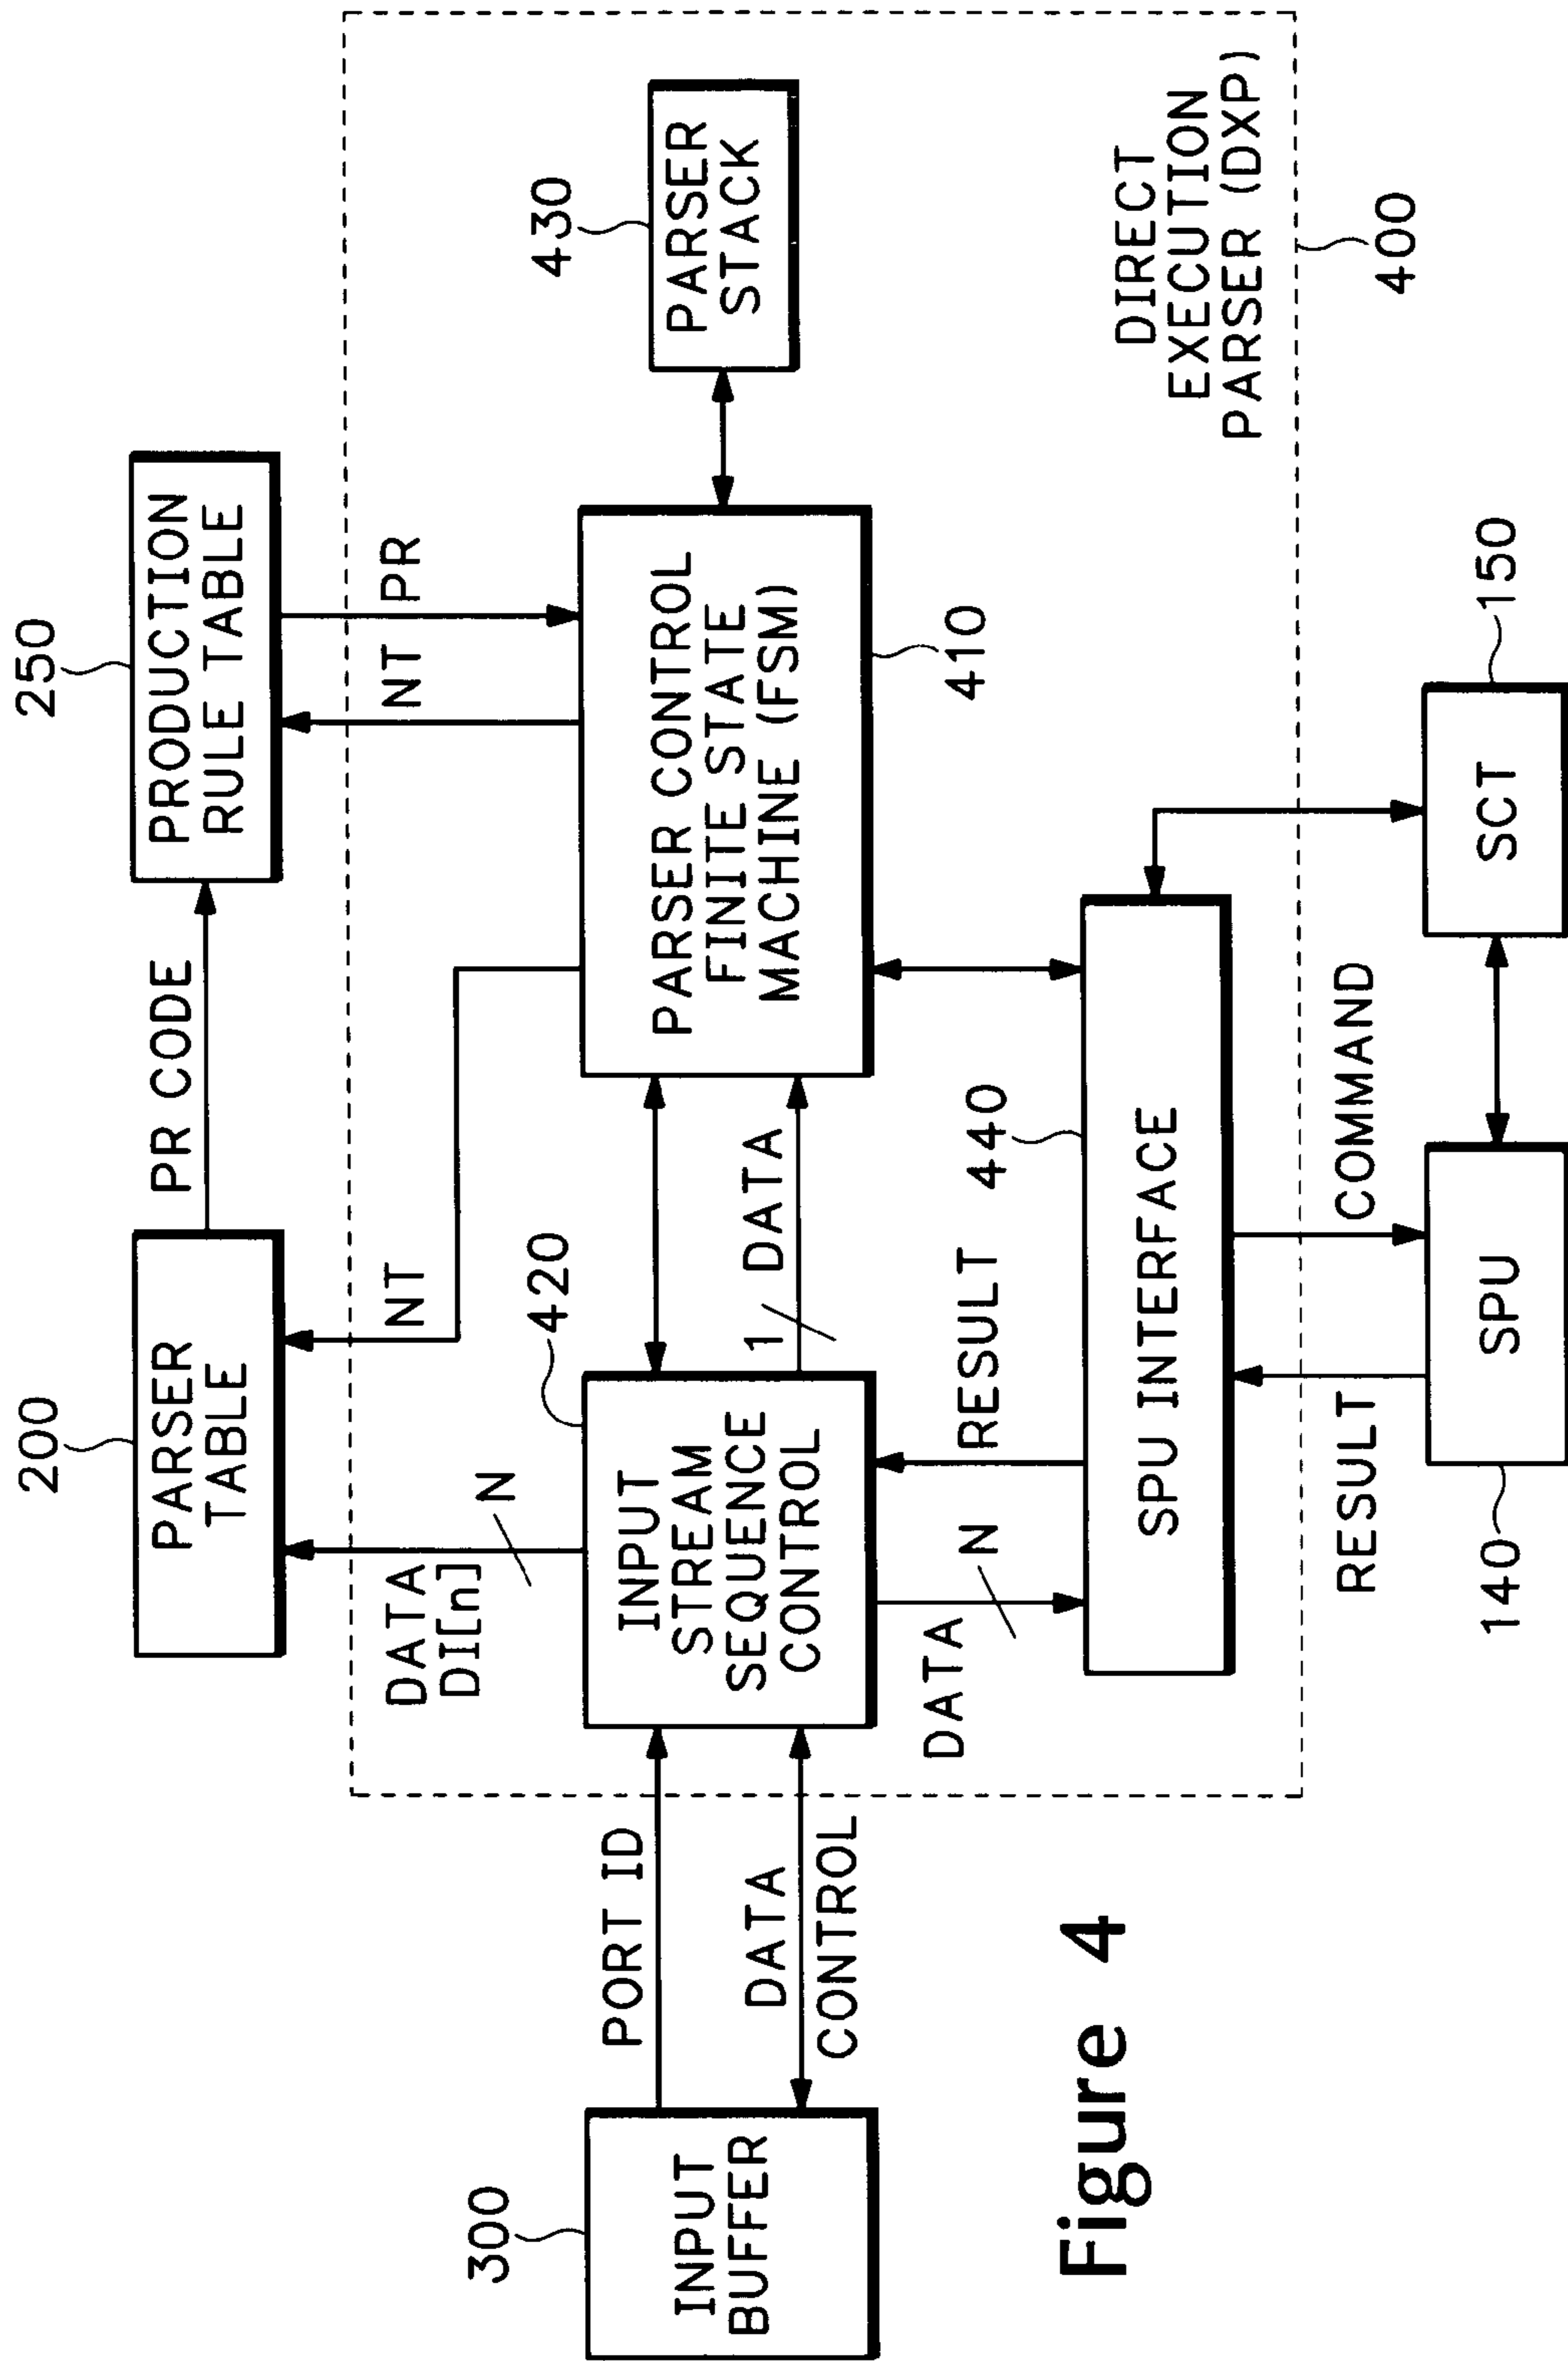 200
PARSER
TABLE
PR CODE
250
PRODUCTION
RULE TABLE
DATA
DI[n]
N
NT
NT
PR
300
INPUT
BUFFER
PORT ID
DATA
CONTROL
420
INPUT
STREAM
SEQUENCE
CONTROL
1
DATA
PARSER CONTROL
FINITE STATE
MACHINE (FSM)
410
430
PARSER
STACK
DATA
N
RESULT
440
SPU INTERFACE
DIRECT
EXECUTION
PARSER (DXP)
400
RESULT
COMMAND
140
SPU
SCT
150
Figure 4